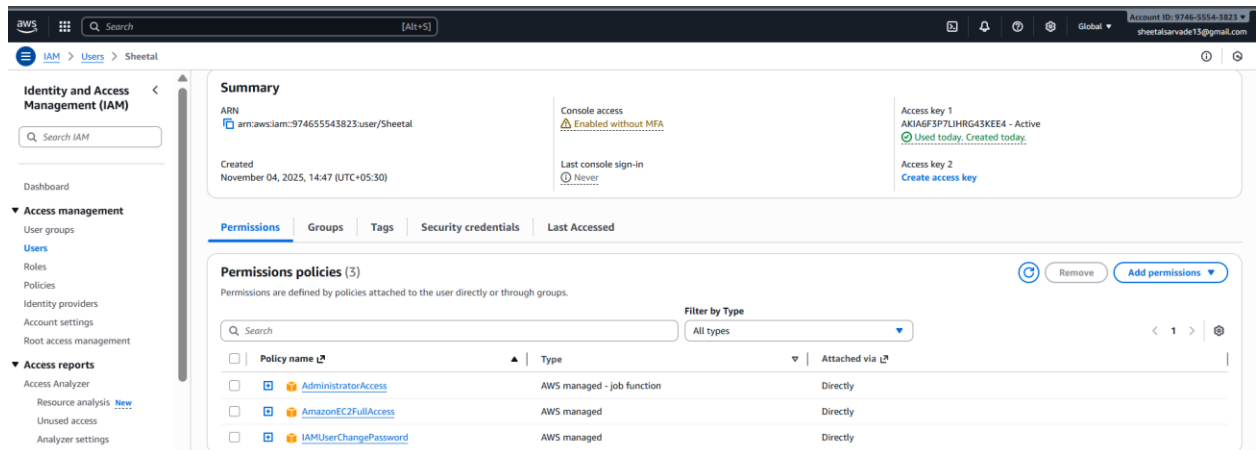 aws
Search [Alt+S]
Global
Account ID: 9746-5554-3823
sheetalsarvade13@gmail.com
IAM > Users > Sheetal
Identity and Access Management (IAM)
Search IAM
Dashboard
Access management
User groups
Users
Roles
Policies
Identity providers
Account settings
Root access management
Access reports
Access Analyzer
Resource analysis New
Unused access
Analyzer settings
Summary
ARN
arn:aws:iam::974655543823:user/Sheetal
Console access
Enabled without MFA
Access key 1
AKIA6F3P7LIHRG43KEE4 - Active
Used today. Created today.
Created
November 04, 2025, 14:47 (UTC+05:30)
Last console sign-in
Never
Access key 2
Create access key
Permissions Groups Tags Security credentials Last Accessed
Permissions policies (3)
Remove
Add permissions
Permissions are defined by policies attached to the user directly or through groups.
Filter by Type
Search
All types
1
Policy name Type Attached via
AdministratorAccess AWS managed - job function Directly
AmazonEC2FullAccess AWS managed Directly
IAMUserChangePassword AWS managed Directly